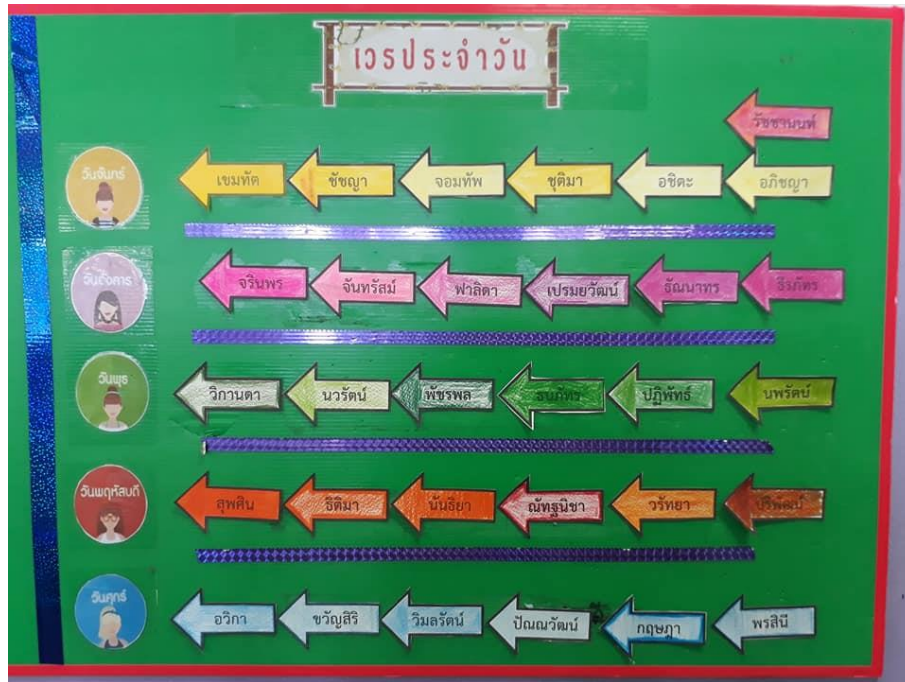 เวรประจำวัน
วัชชานนท์
วันจันทร์ เขมทัต ชัชญา จอมทัพ ชุติมา อชิตะ อภิชญา
วันอังคาร จรินพร จันทรัสม์ ฟาลิดา เปรมยวัฒน์ ธัณนาทร ธีรภัทร
วันพุธ วิกานดา นวรัตน์ พัชรพล ธนภัทร ปฏิพัทธ์ นพรัตน์
วันพฤหัสบดี สุพศิน ธิติมา นันธิยา ณัทฐนิชา วรัทยา ปริพัฒน์
วันศุกร์ อวิกา ขวัญสิริ วิมลรัตน์ ปัณณวัฒน์ กฤษฎา พรสินี